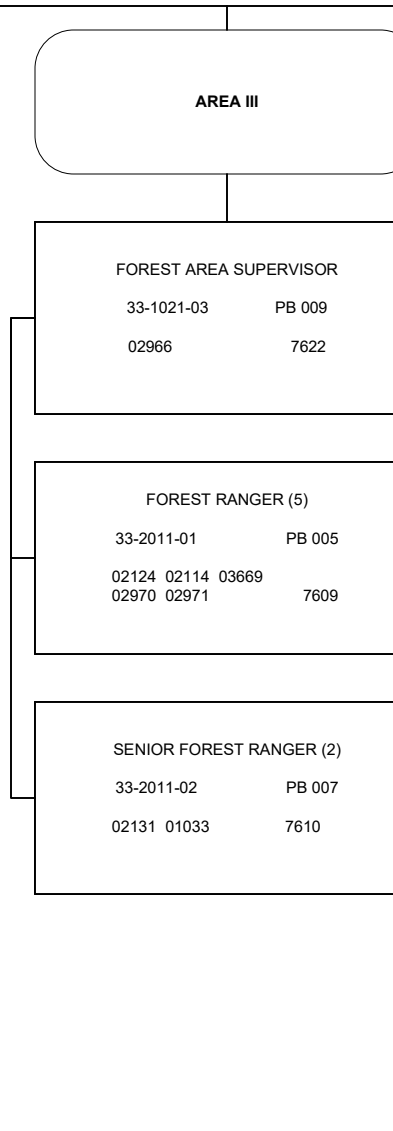 AREA III
FOREST AREA SUPERVISOR
33-1021-03 PB 009
02966 7622
FOREST RANGER (5)
33-2011-01 PB 005
02124 02114 03669
02970 02971 7609
SENIOR FOREST RANGER (2)
33-2011-02 PB 007
02131 01033 7610